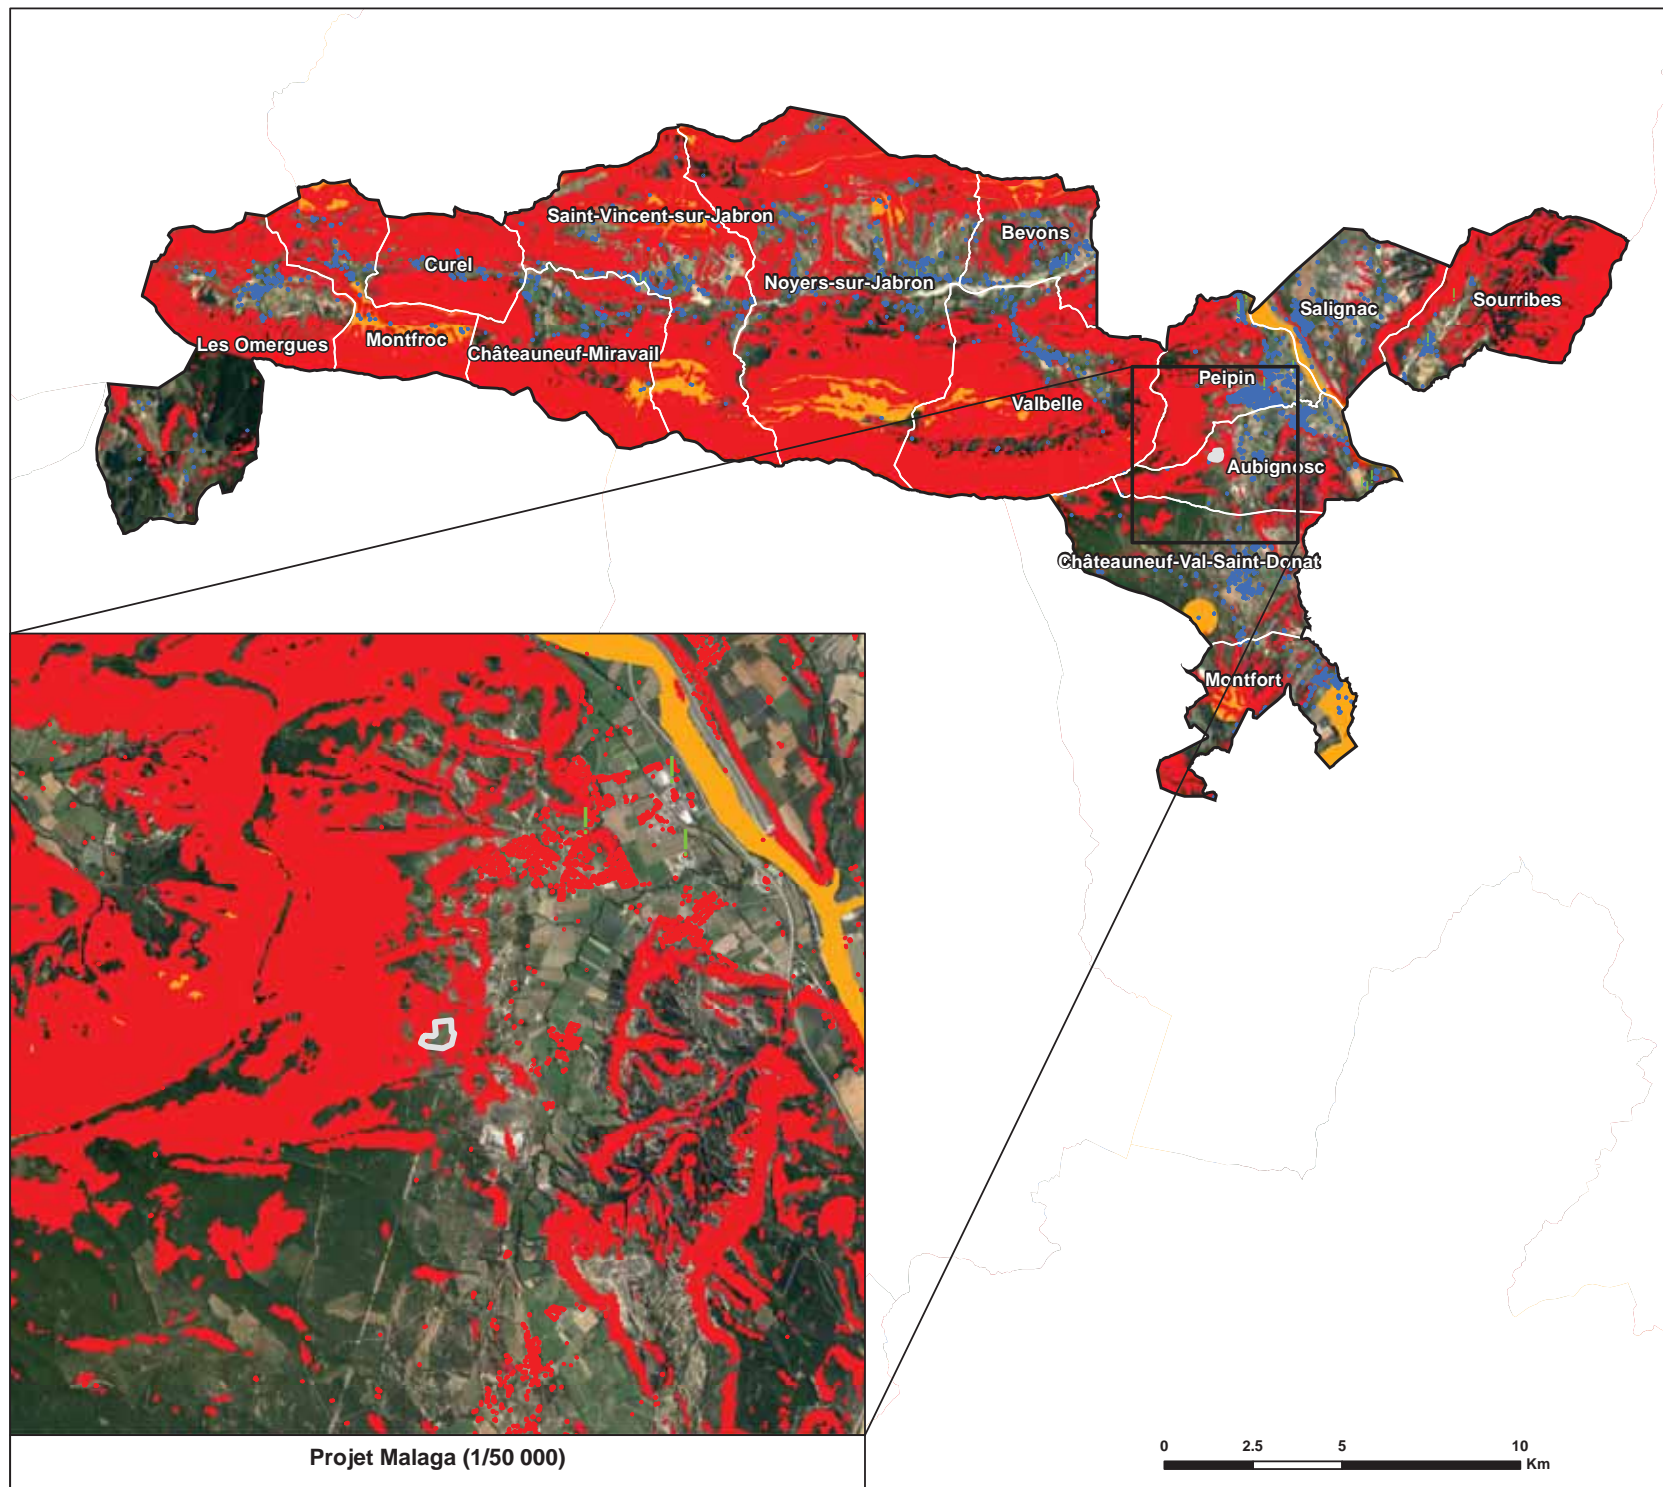 Saint-Vincent-sur-Jabron
Bevons
Curel
Noyers-sur-Jabron
Salignac
Sourribes
Les Omergues
Montfroc
Châteauneuf-Miravail
Peipin
Valbelle
Aubignosc
Châteauneuf-Val-Saint-Donat
Montfort
Projet Malaga (1/50 000)
0 2.5 5 10
Km